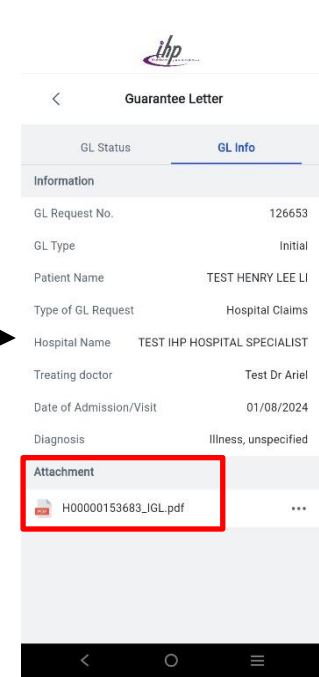 ihp
Guarantee Letter
GL Status GL Info
Information
GL Request No. 126653
GL Type Initial
Patient Name TEST HENRY LEE LI
Type of GL Request Hospital Claims
Hospital Name TEST IHP HOSPITAL SPECIALIST
Treating doctor Test Dr Ariel
Date of Admission/Visit 01/08/2024
Diagnosis Illness, unspecified
Attachment
PDF H00000153683_IGL.pdf